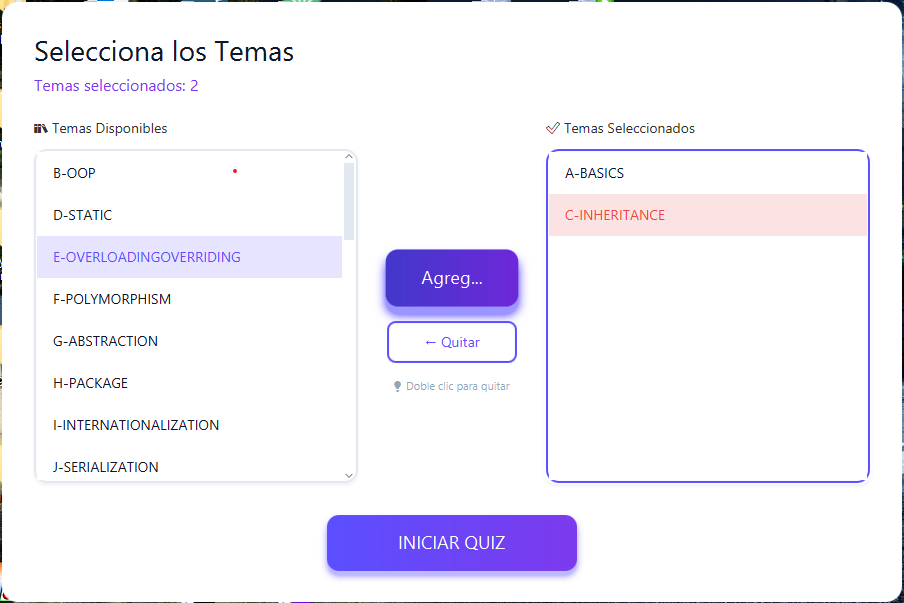 Selecciona los Temas
Temas seleccionados: 2
Temas Disponibles
B-OOP
D-STATIC
E-OVERLOADINGOVERRIDING
F-POLYMORPHISM
G-ABSTRACTION
H-PACKAGE
I-INTERNATIONALIZATION
J-SERIALIZATION
Agreg...
← Quitar
Doble clic para quitar
Temas Seleccionados
A-BASICS
C-INHERITANCE
INICIAR QUIZ